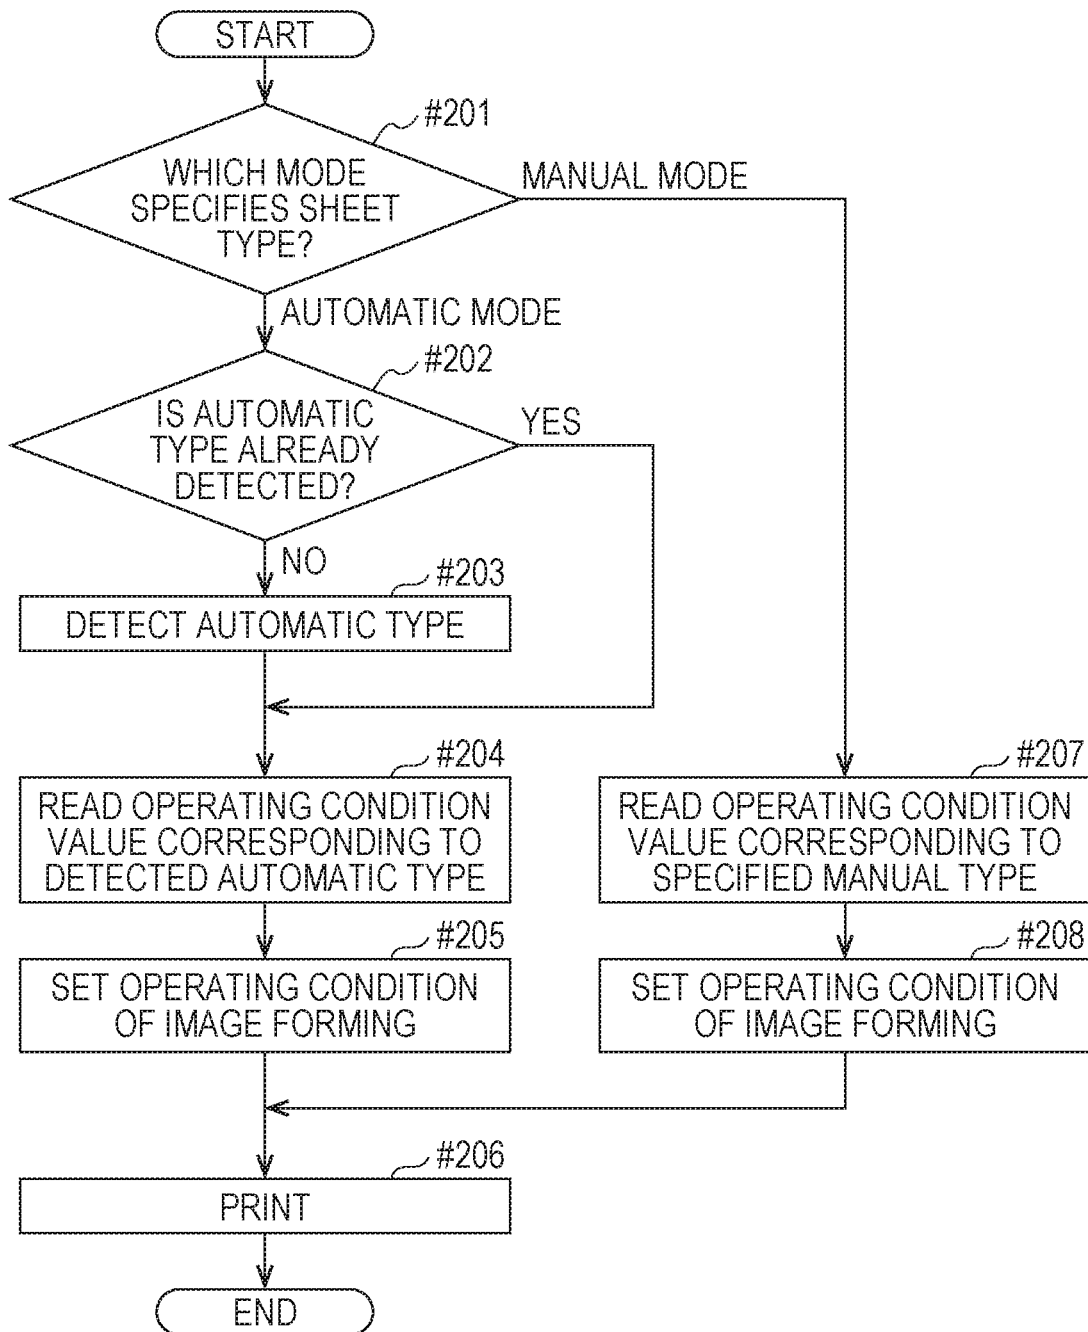 START
#201
WHICH MODE
SPECIFIES SHEET
TYPE?
MANUAL MODE
AUTOMATIC MODE
#202
IS AUTOMATIC
TYPE ALREADY
DETECTED?
YES
NO
#203
DETECT AUTOMATIC TYPE
#204
READ OPERATING CONDITION
VALUE CORRESPONDING TO
DETECTED AUTOMATIC TYPE
#207
READ OPERATING CONDITION
VALUE CORRESPONDING TO
SPECIFIED MANUAL TYPE
#205
SET OPERATING CONDITION
OF IMAGE FORMING
#208
SET OPERATING CONDITION
OF IMAGE FORMING
#206
PRINT
END